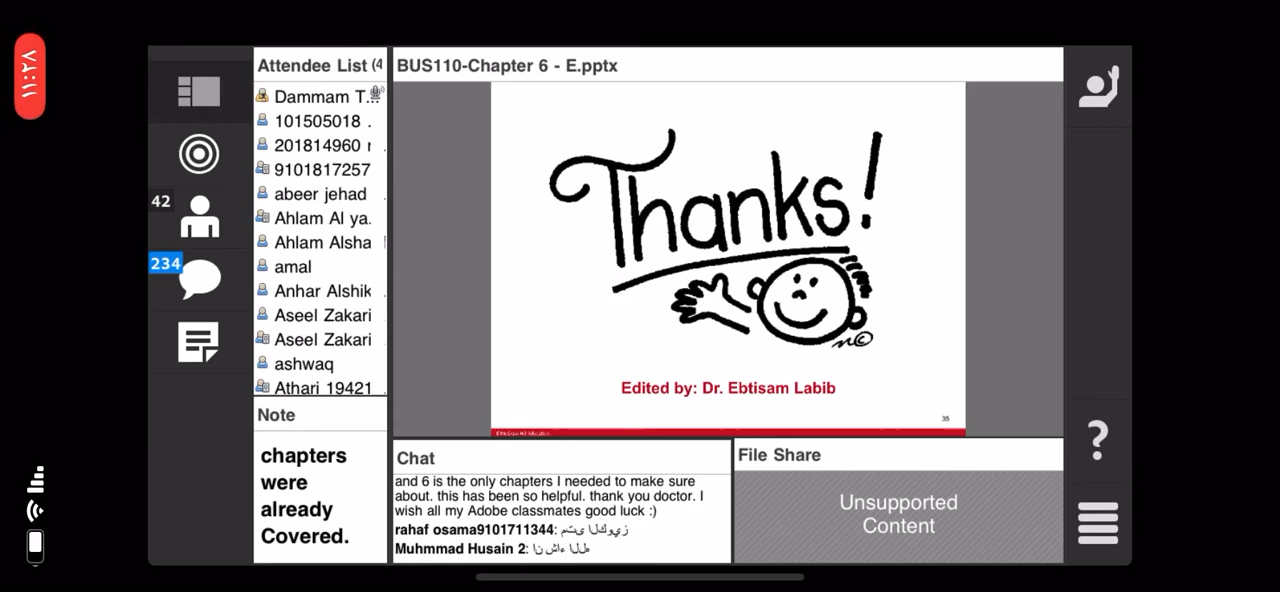 ٧٨:١١
42
234
Attendee List (4
Dammam T...
101505018 .
201814960 r
9101817257
abeer jehad
Ahlam Al ya.
Ahlam Alsha
amal
Anhar Alshik
Aseel Zakari
Aseel Zakari
ashwaq
Athari 19421
Note
chapters
were
already
Covered.
BUS110-Chapter 6 - E.pptx
Thanks!
Edited by: Dr. Ebtisam Labib
35
Chat
and 6 is the only chapters I needed to make sure
about. this has been so helpful. thank you doctor. I
wish all my Adobe classmates good luck :)
rahaf osama9101711344: متى الكويز
Muhmmad Husain 2: ان شاء الله
File Share
Unsupported
Content
?